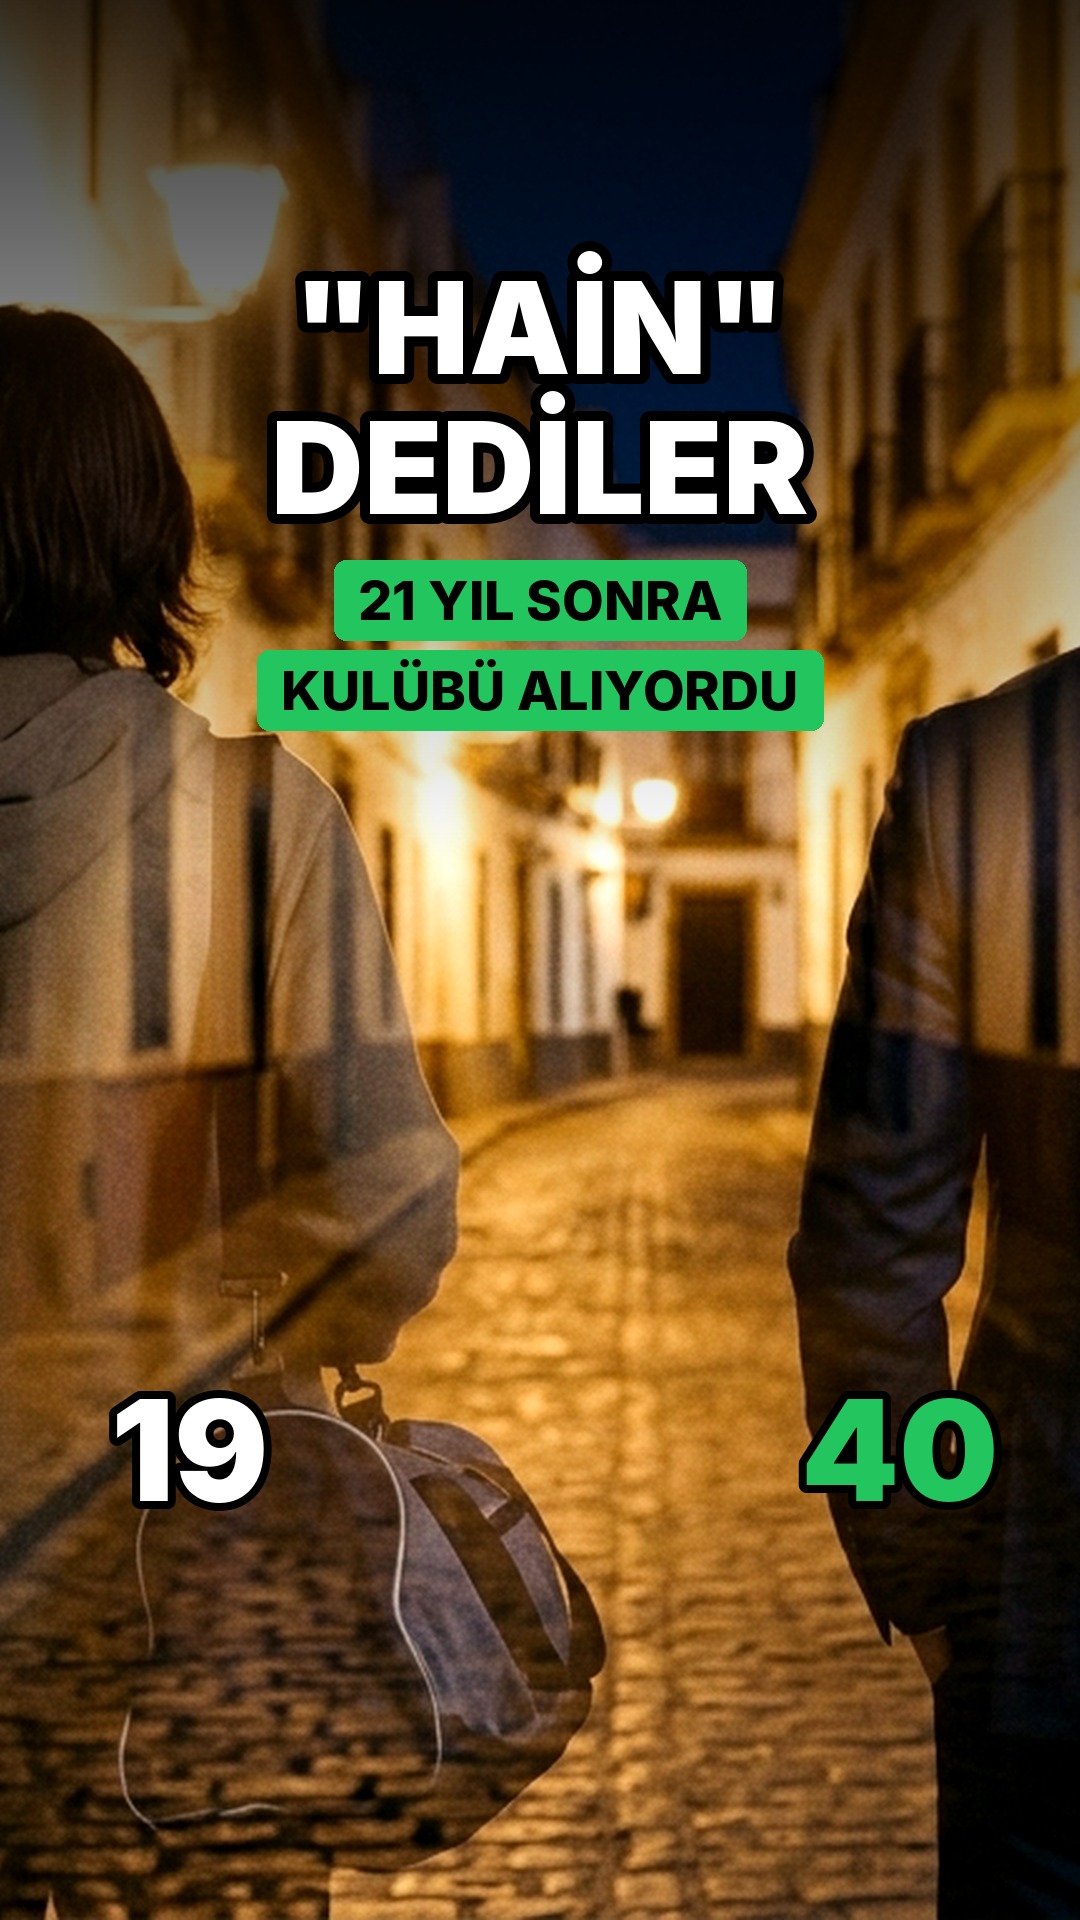 "HAİN"
DEDİLER
21 YIL SONRA
KULÜBÜ ALIYORDU
19
40